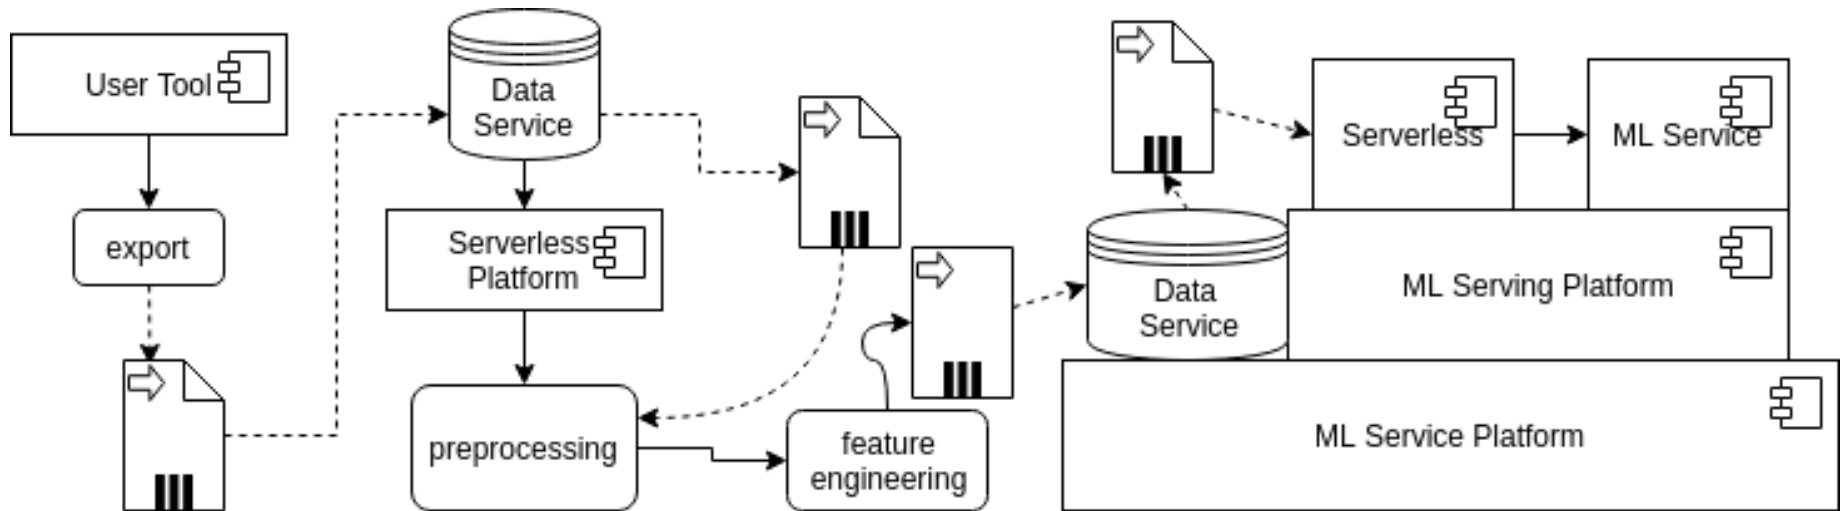 User Tool
export
Data
Service
Serverless
Platform
preprocessing
feature
engineering
Data
Service
Serverless
ML Service
ML Serving Platform
ML Service Platform